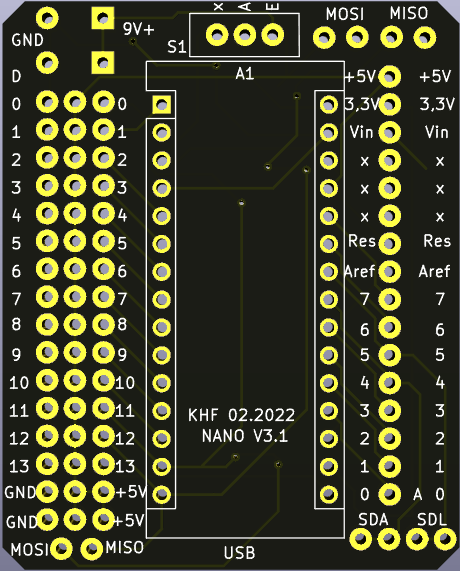 MOSI MISO
x A E
GND 9V+ S1
D A1 +5V +5V
0 0 3,3V 3,3V
1 1 Vin Vin
2 2 x x
3 3 x x
4 4 x x
5 5 Res Res
6 6 Aref Aref
7 7 7 7
8 8 6 6
9 9 5 5
10 10 4 4
11 11 KHF 02.2022 3 3
12 12 NANO V3.1 2 2
13 13 1 1
GND +5V 0 A 0
GND +5V SDA SDL
MOSI MISO USB